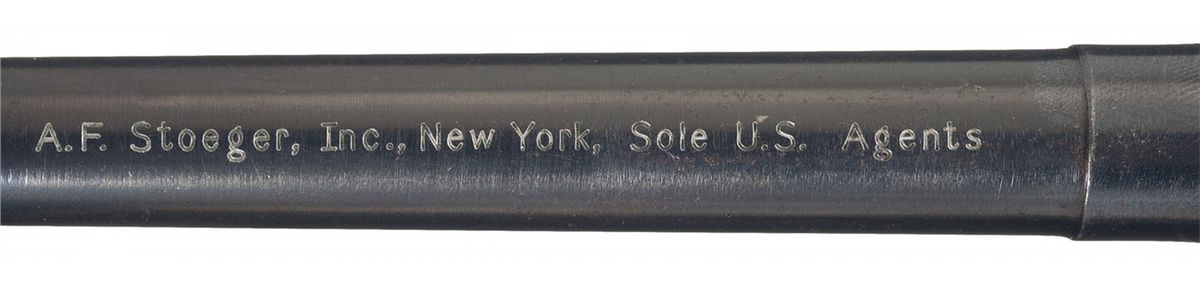 A.F. Stoeger, Inc., New York, Sole U.S. Agents